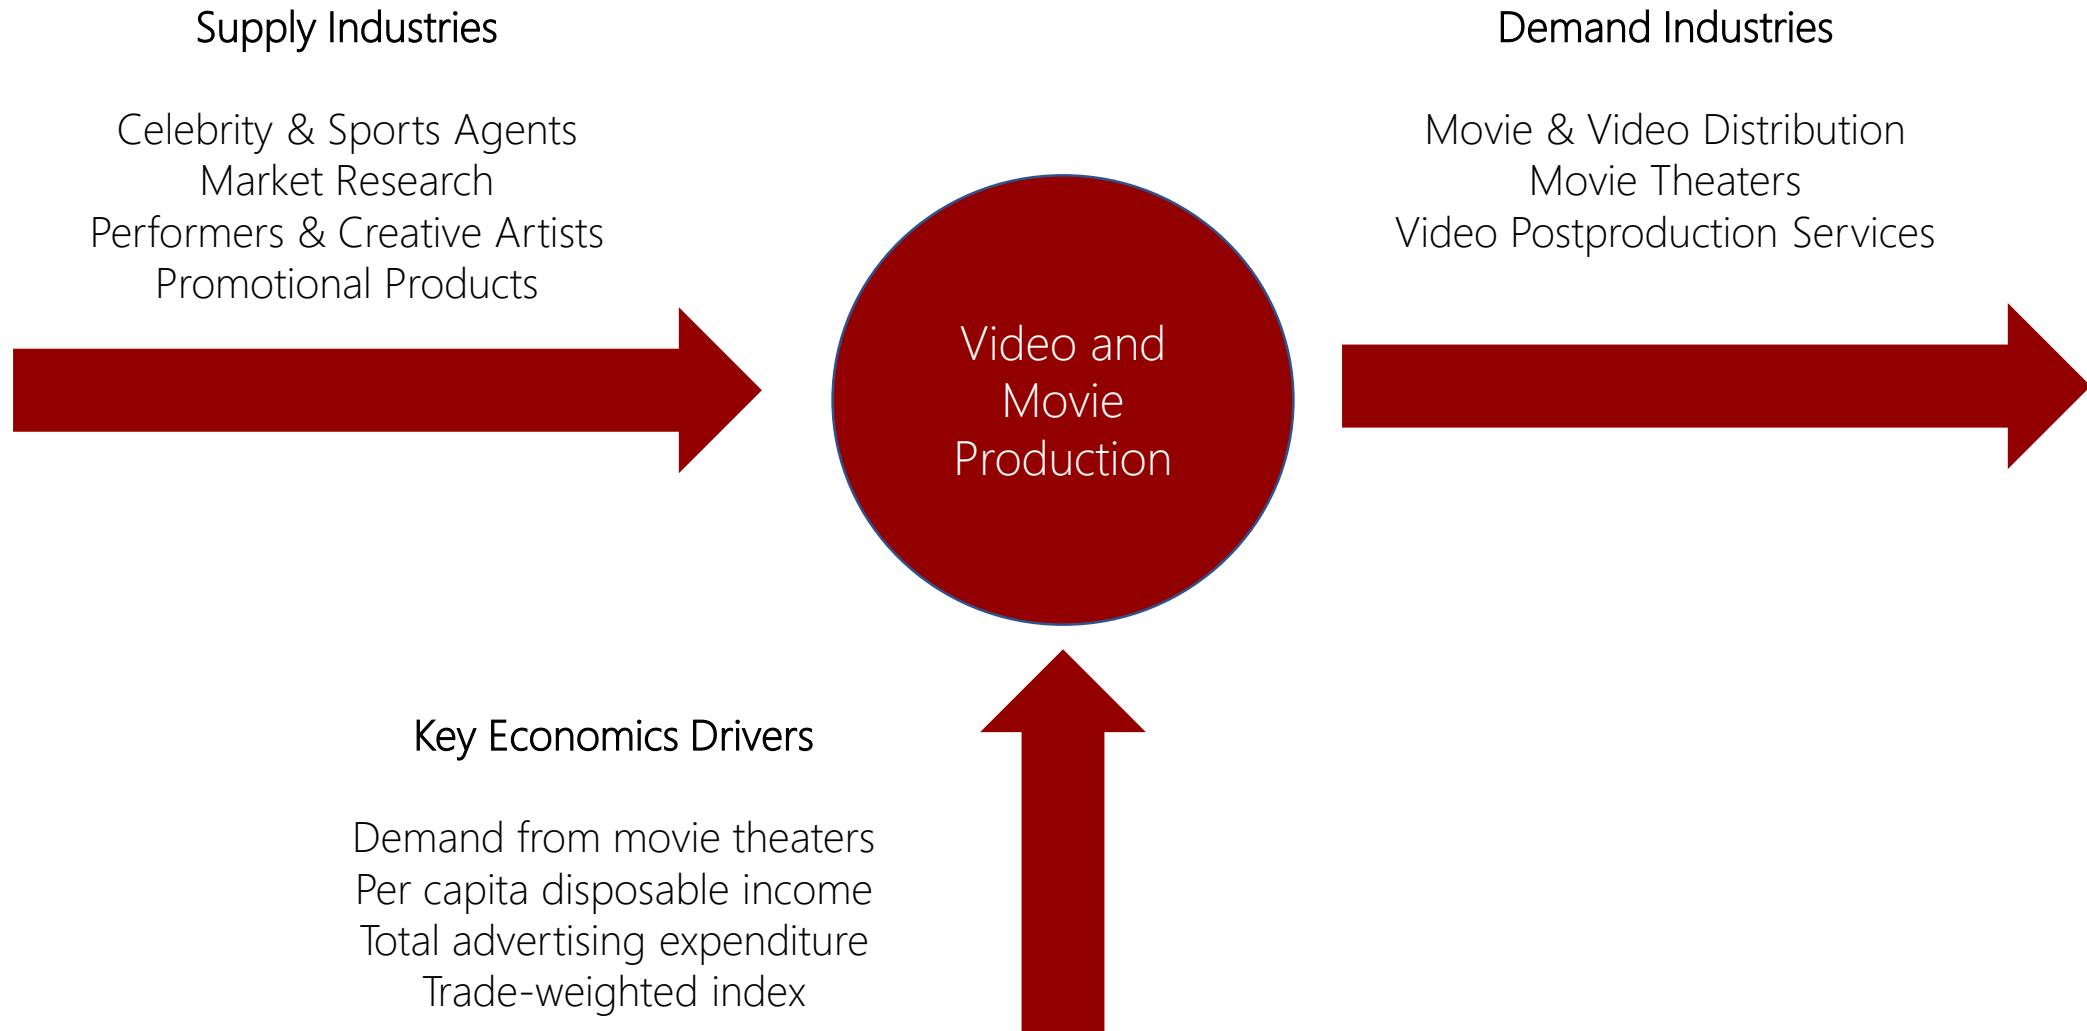 Supply Industries
Celebrity & Sports Agents
Market Research
Performers & Creative Artists
Promotional Products
Demand Industries
Movie & Video Distribution
Movie Theaters
Video Postproduction Services
Video and
Movie
Production
Key Economics Drivers
Demand from movie theaters
Per capita disposable income
Total advertising expenditure
Trade-weighted index